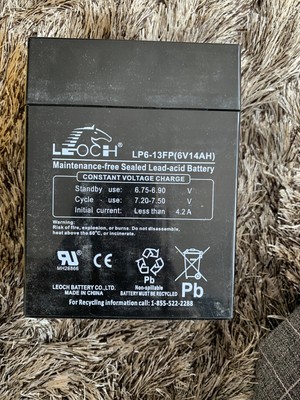 LEOCH LP6-13FP(6V14AH)
Maintenance-free Sealed Lead-acid Battery
CONSTANT VOLTAGE CHARGE
Standby use: 6.75-6.90 V
Cycle use: 7.20-7.50 V
Initial current: Less than 4.2A
Warning:
Risk of fire, explosion, or burns. Do not disassemble,
heat above the 60°C, or incinerate.
MH26866
Pb
Non-spillable
BATTERY MUST BE RECYCLED
Pb
LEOCH BATTERY CO.,LTD.
MADE IN CHINA
For Recycling information call: 1-855-522-2288